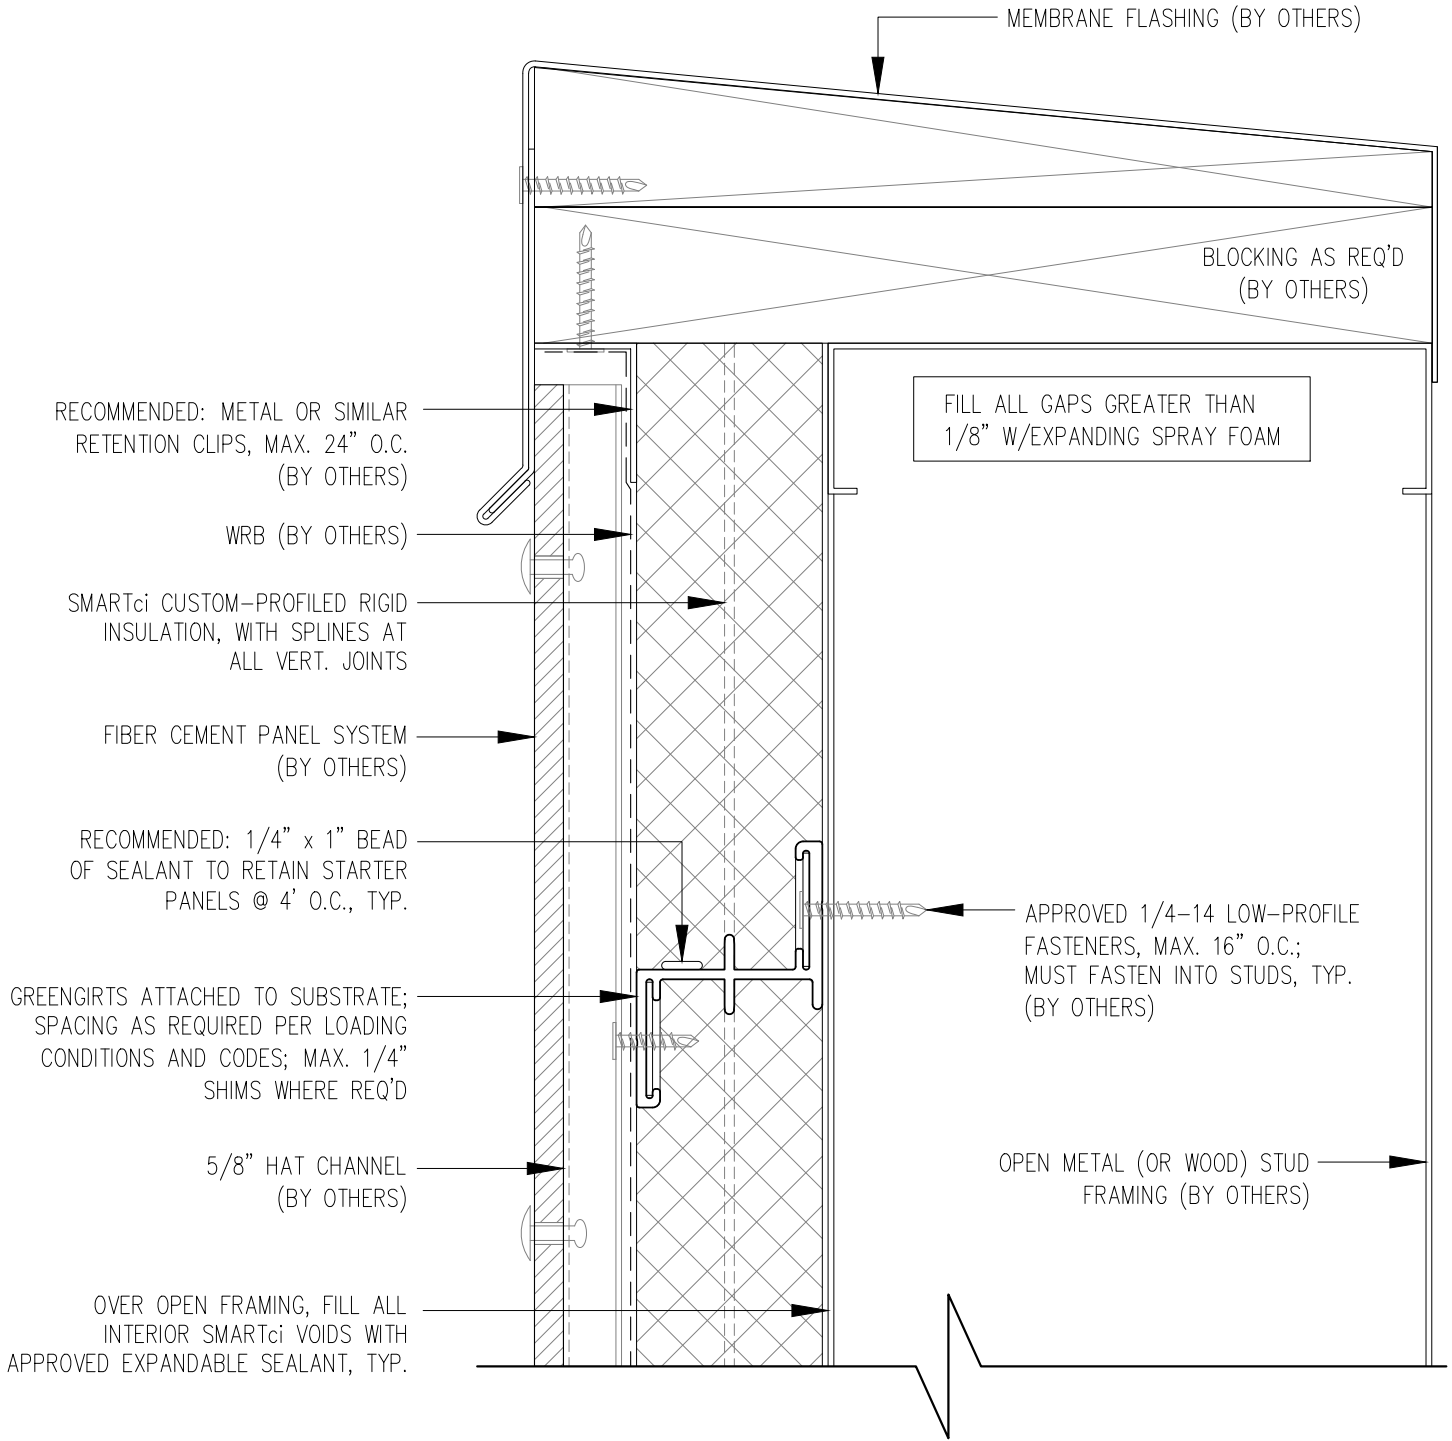 MEMBRANE FLASHING (BY OTHERS)
BLOCKING AS REQ'D
(BY OTHERS)
FILL ALL GAPS GREATER THAN
1/8” W/EXPANDING SPRAY FOAM
RECOMMENDED: METAL OR SIMILAR
RETENTION CLIPS, MAX. 24” O.C.
(BY OTHERS)
WRB (BY OTHERS)
SMARTci CUSTOM-PROFILED RIGID
INSULATION, WITH SPLINES AT
ALL VERT. JOINTS
FIBER CEMENT PANEL SYSTEM
(BY OTHERS)
RECOMMENDED: 1/4” x 1” BEAD
OF SEALANT TO RETAIN STARTER
PANELS @ 4' O.C., TYP.
APPROVED 1/4-14 LOW-PROFILE
FASTENERS, MAX. 16” O.C.;
MUST FASTEN INTO STUDS, TYP.
(BY OTHERS)
GREENGIRTS ATTACHED TO SUBSTRATE;
SPACING AS REQUIRED PER LOADING
CONDITIONS AND CODES; MAX. 1/4”
SHIMS WHERE REQ'D
5/8” HAT CHANNEL
(BY OTHERS)
OPEN METAL (OR WOOD) STUD
FRAMING (BY OTHERS)
OVER OPEN FRAMING, FILL ALL
INTERIOR SMARTci VOIDS WITH
APPROVED EXPANDABLE SEALANT, TYP.